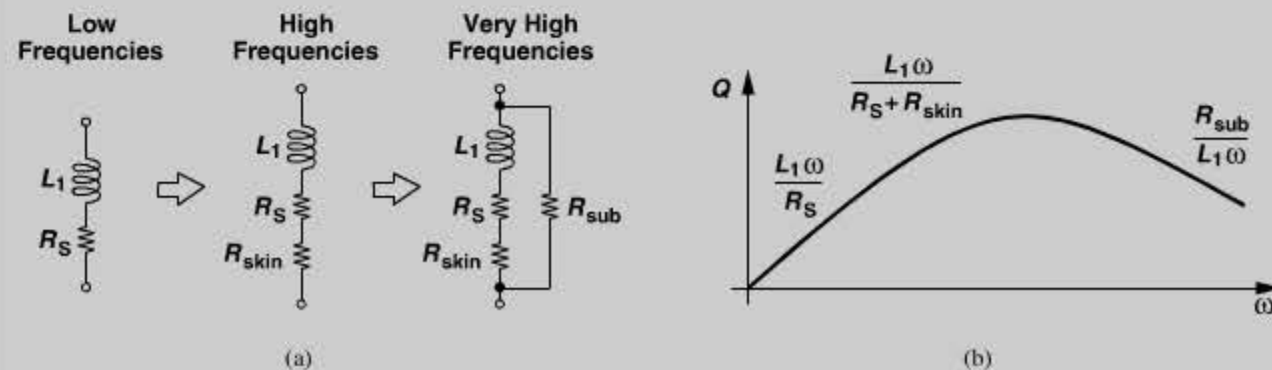 Low
Frequencies
High
Frequencies
Very High
Frequencies
L1
RS
L1
RS
Rskin
L1
RS
Rskin
Rsub
(a)
Q
L1ω
RS
L1ω
RS + Rskin
Rsub
L1ω
ω
(b)